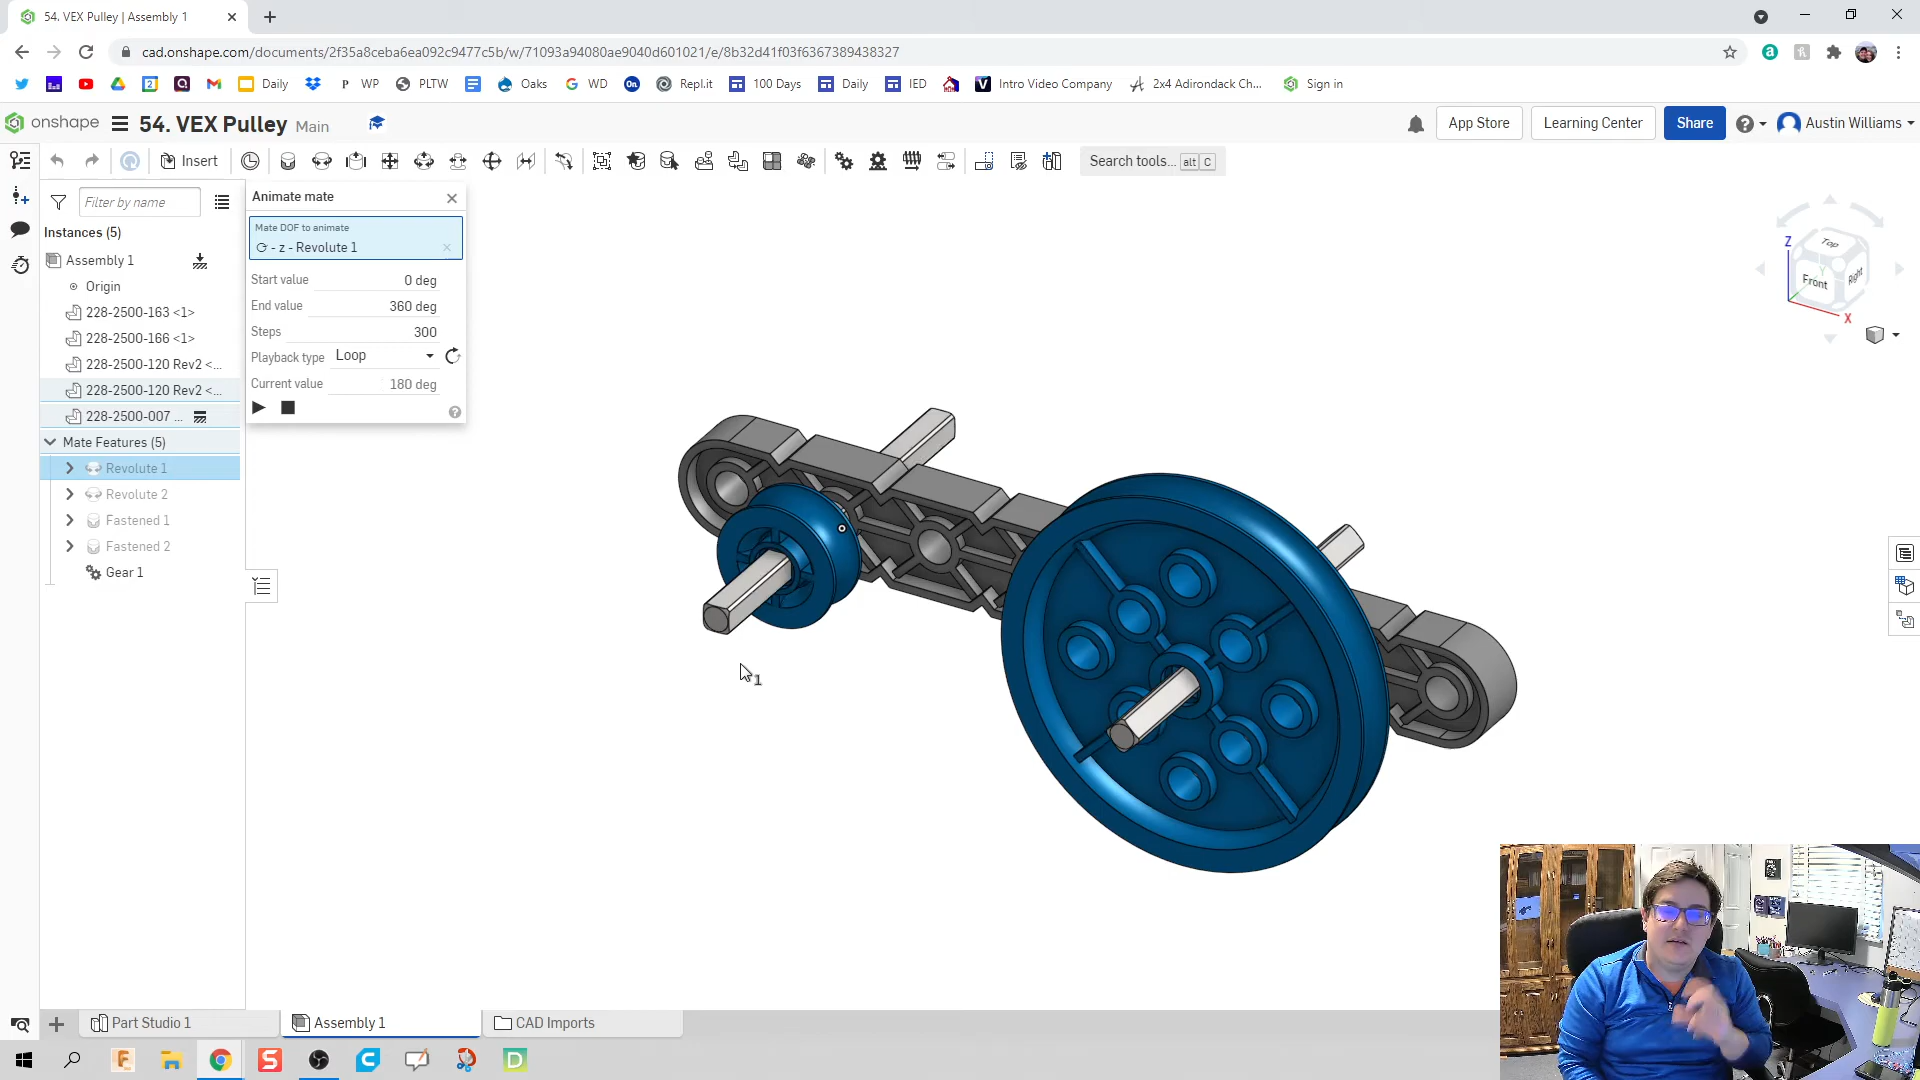 54. VEX Pulley | Assembly 1
cad.onshape.com/documents/2f35a8ceba6ea092c9477c5b/w/71093a94080ae9040d601021/e/8b32d41f03f6367389438327
Daily
P WP
PLTW
Oaks
WD
On
Repl.it
100 Days
Daily
IED
Intro Video Company
2x4 Adirondack Ch...
Sign in
onshape
54. VEX Pulley Main
App Store
Learning Center
Share
Austin Williams
Insert
Search tools... alt C
Filter by name
Instances (5)
Assembly 1
Origin
228-2500-163 <1>
228-2500-166 <1>
228-2500-120 Rev2 <...
228-2500-120 Rev2 <...
228-2500-007 ...
Mate Features (5)
Revolute 1
Revolute 2
Fastened 1
Fastened 2
Gear 1
Animate mate
Mate DOF to animate
- z - Revolute 1
Start value 0 deg
End value 360 deg
Steps 300
Playback type Loop
Current value 180 deg
1
Z
Top
Y
Front
Right
X
Part Studio 1
Assembly 1
CAD Imports